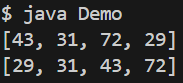 $ java Demo
[43, 31, 72, 29]
[29, 31, 43, 72]